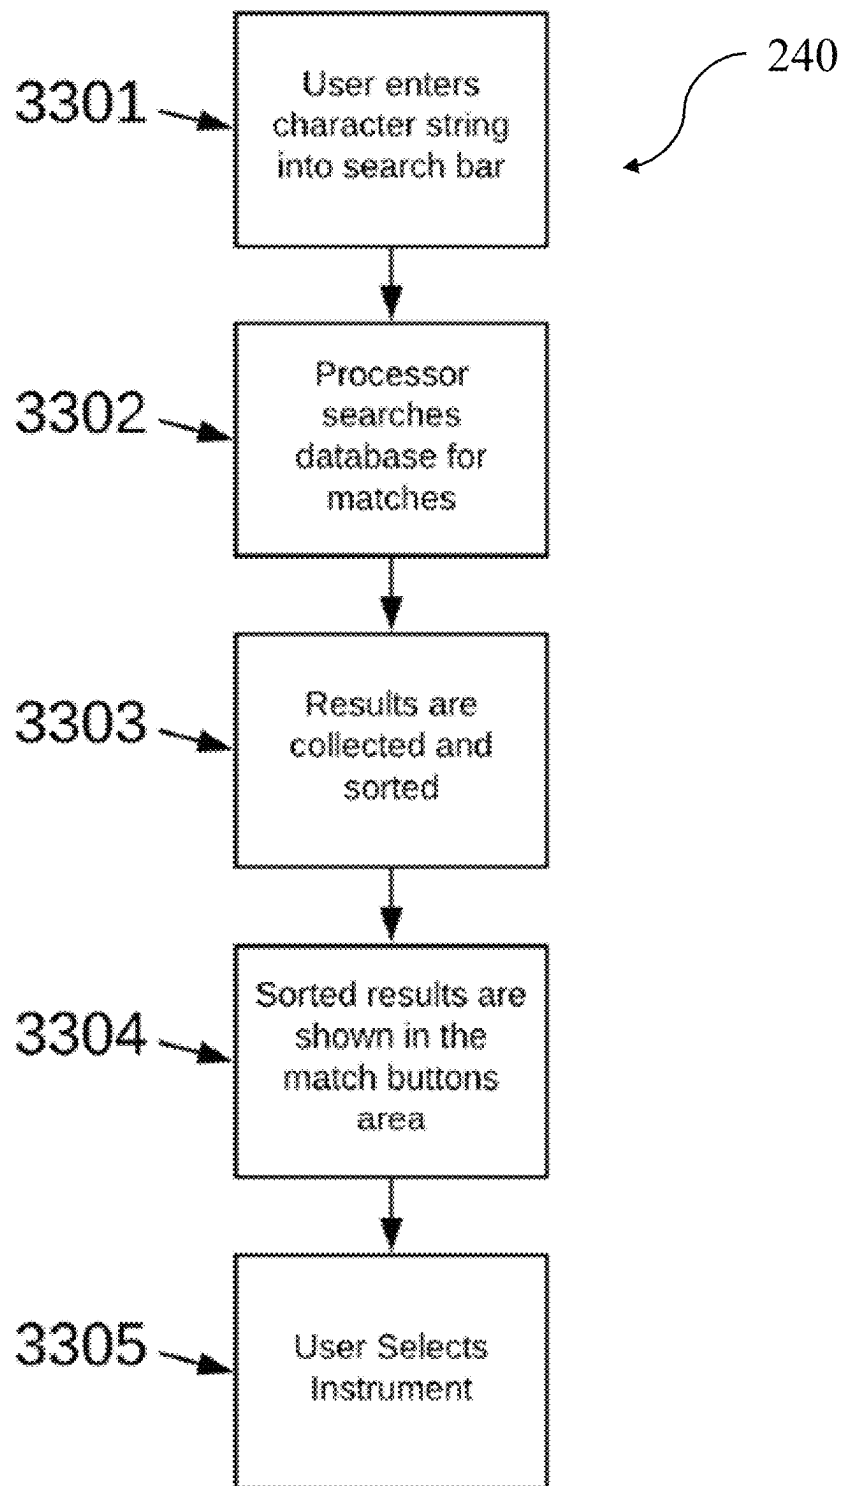 240
3301
User enters
character string
into search bar
3302
Processor
searches
database for
matches
3303
Results are
collected and
sorted
3304
Sorted results are
shown in the
match buttons
area
3305
User Selects
Instrument